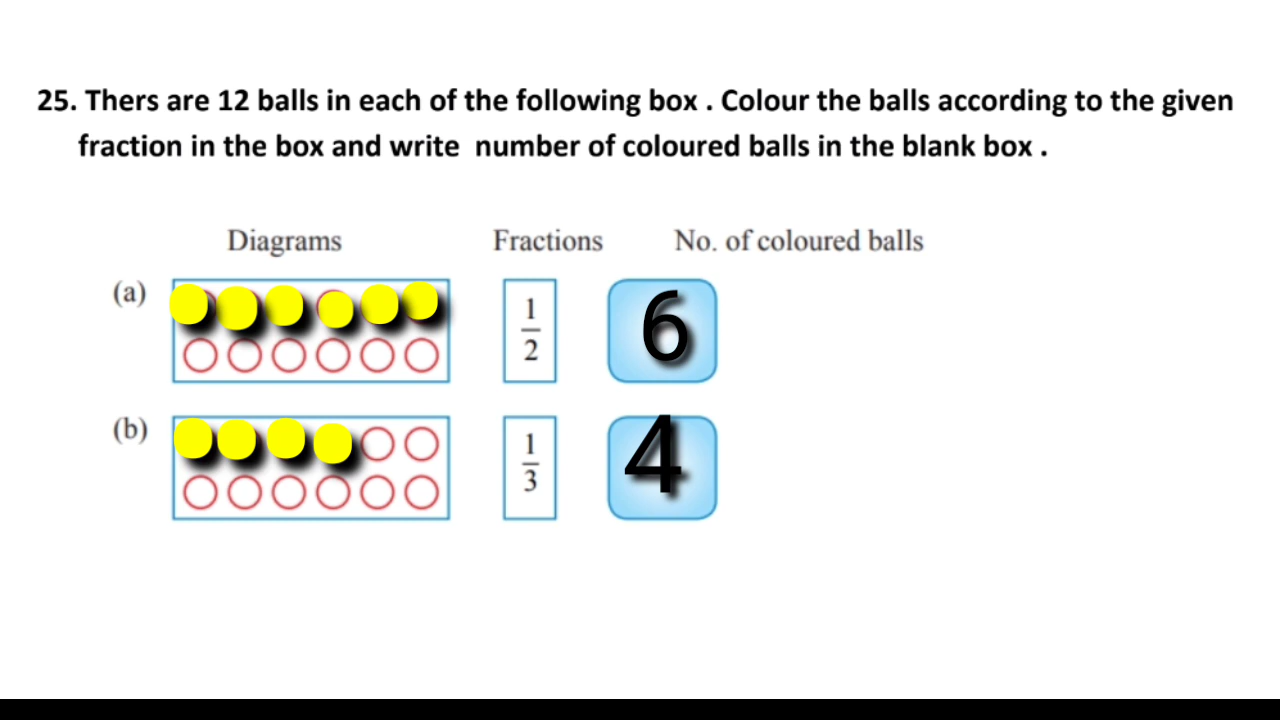 25. Thers are 12 balls in each of the following box . Colour the balls according to the given
fraction in the box and write number of coloured balls in the blank box .
Diagrams Fractions No. of coloured balls
(a) 1/2 6
(b) 1/3 4